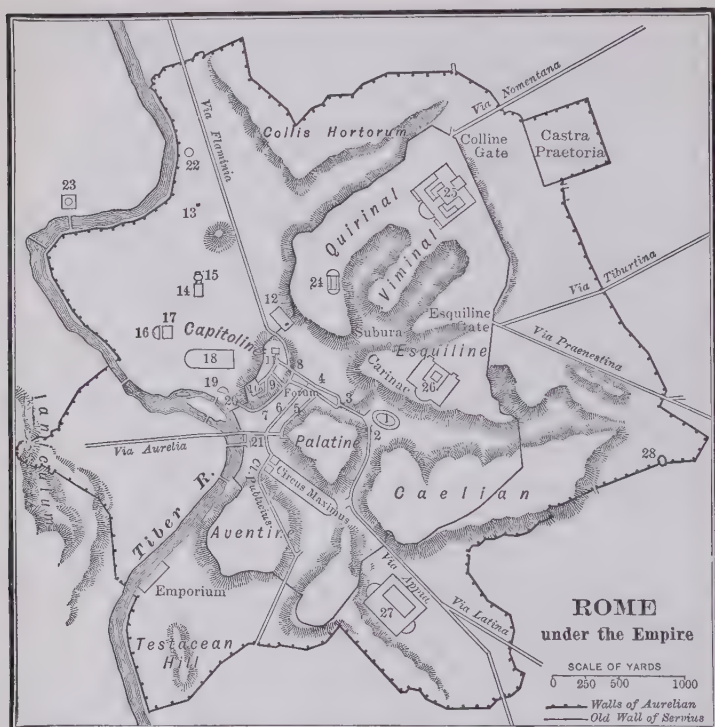 Via Flaminia
Collis Hortorum
Via Nomentana
Colline
Gate
Castra
Praetoria
22
23
13
Quirinal
25
Viminal
24
Via Tiburtina
15
14
12
Subura
Esquiline
Gate
Via Praenestina
Capitolin
16
17
18
11
Esquiline
Carinae
26
8
4
3
19
20
10
9
Forum
7
6
5
1
2
Via Aurelia
21
Palatine
28
Janiculum
Tiber R.
Cl. Publicius
Circus Maximus
Caelian
Aventine
Emporium
Via Appia
Via Latina
27
Testacean
Hill
ROME
under the Empire
SCALE OF YARDS
0 250 500 1000
Walls of Aurelian
Old Wall of Servius